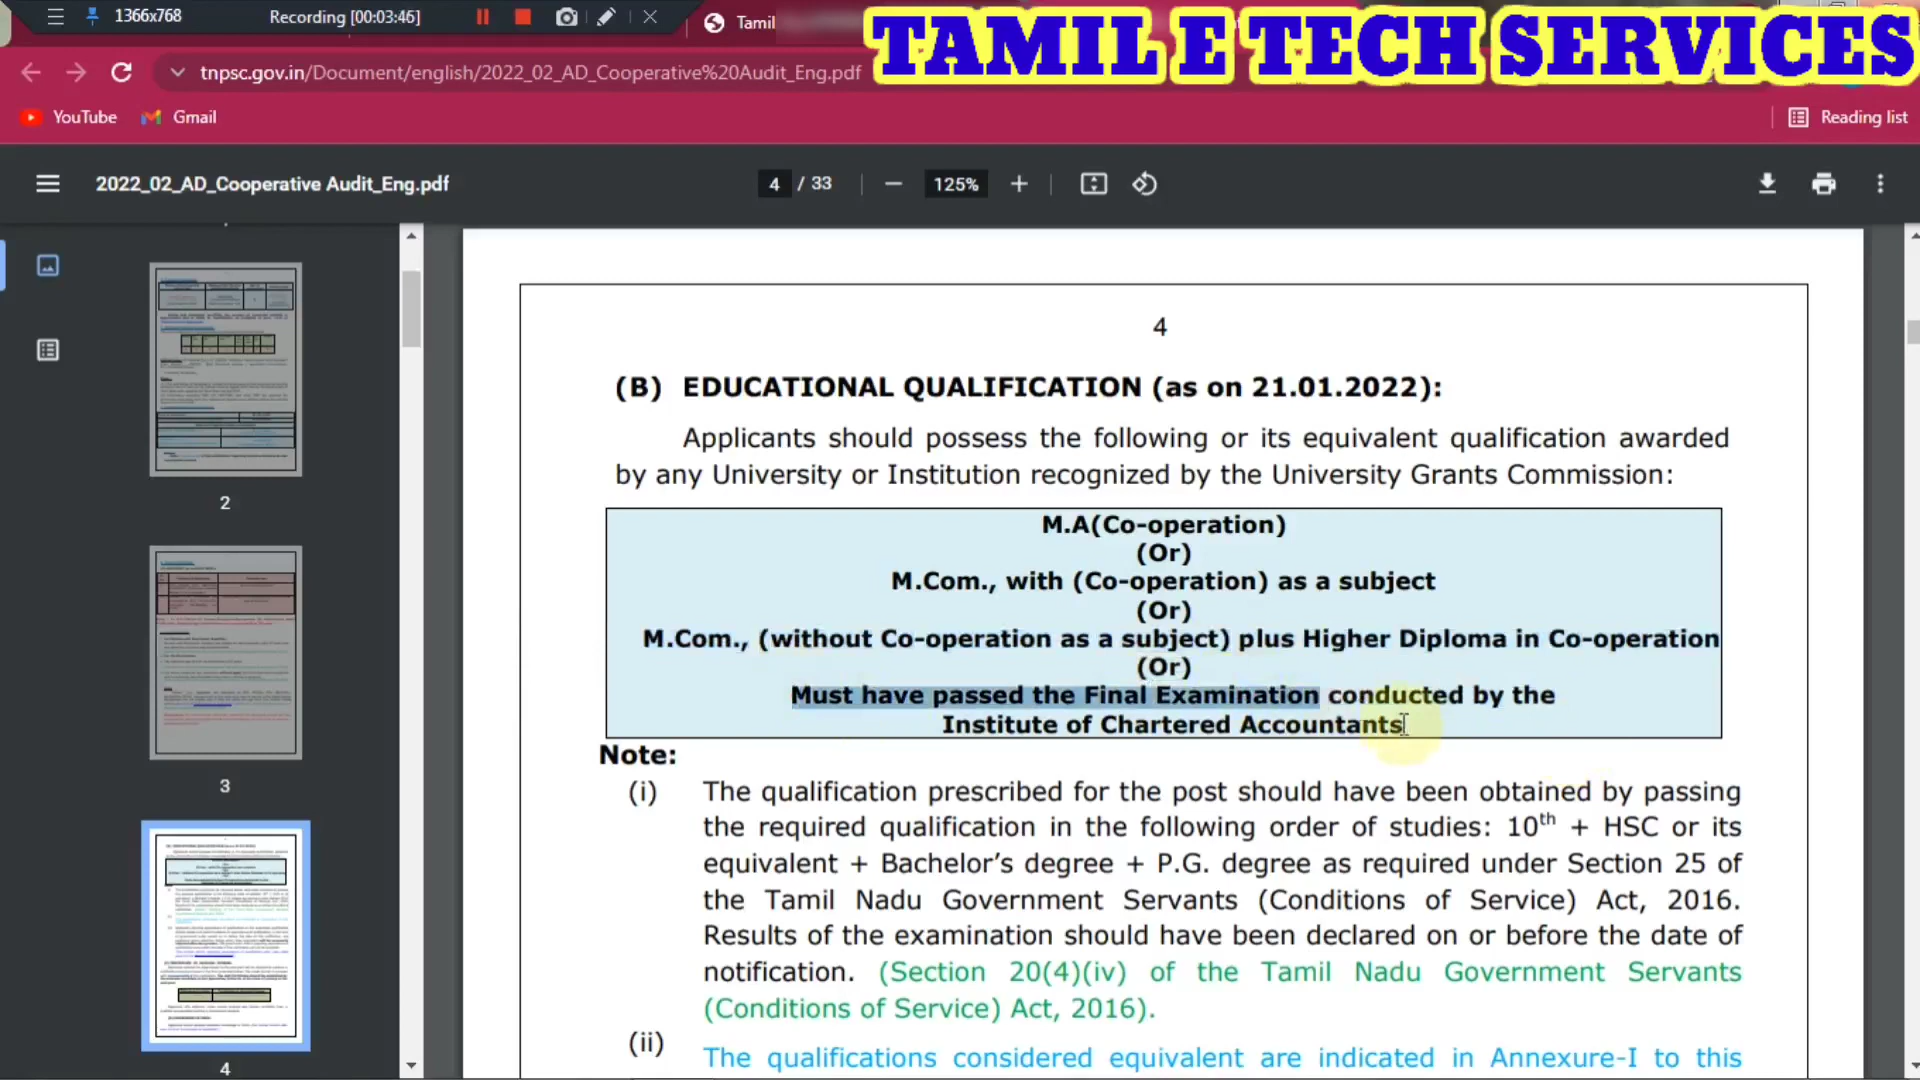 1366x768
Recording [00:03:46]
Tamil
TAMIL E TECH SERVICES
tnpsc.gov.in/Document/english/2022_02_AD_Cooperative%20Audit_Eng.pdf
YouTube
Gmail
Reading list
2022_02_AD_Cooperative Audit_Eng.pdf
4 / 33
125%
2
3
4
4
(B) EDUCATIONAL QUALIFICATION (as on 21.01.2022):
Applicants should possess the following or its equivalent qualification awarded
by any University or Institution recognized by the University Grants Commission:
M.A(Co-operation)
(Or)
M.Com., with (Co-operation) as a subject
(Or)
M.Com., (without Co-operation as a subject) plus Higher Diploma in Co-operation
(Or)
Must have passed the Final Examination conducted by the
Institute of Chartered Accountants
Note:
(i) The qualification prescribed for the post should have been obtained by passing
the required qualification in the following order of studies: 10th + HSC or its
equivalent + Bachelor’s degree + P.G. degree as required under Section 25 of
the Tamil Nadu Government Servants (Conditions of Service) Act, 2016.
Results of the examination should have been declared on or before the date of
notification. (Section 20(4)(iv) of the Tamil Nadu Government Servants
(Conditions of Service) Act, 2016).
(ii) The qualifications considered equivalent are indicated in Annexure-I to this